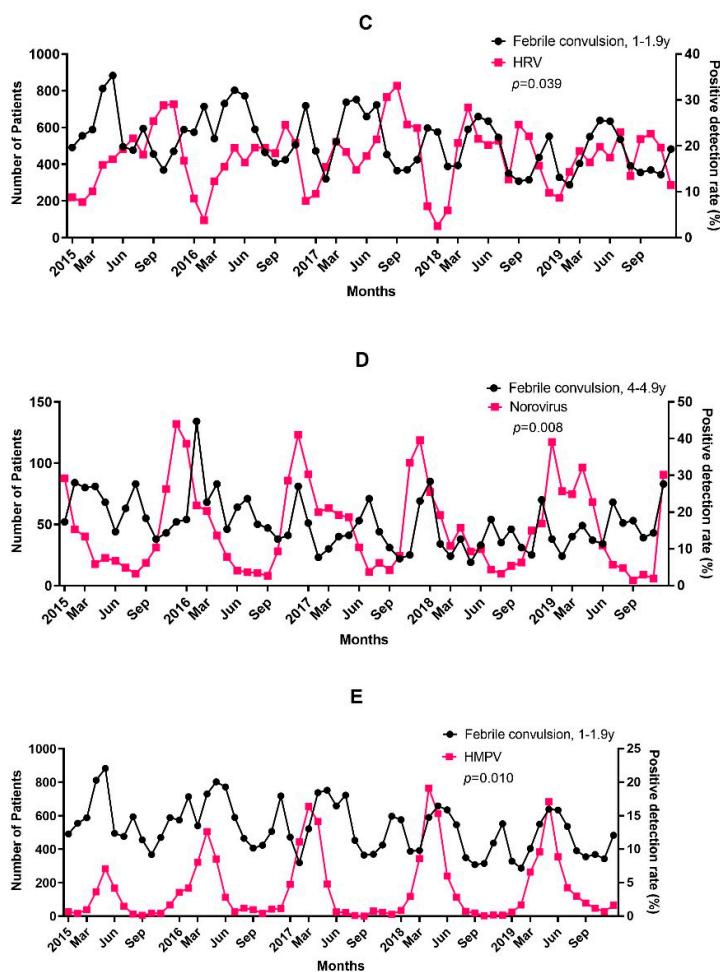 C
Febrile convulsion, 1-1.9y
HRV
p=0.039
Number of Patients
1000
800
600
400
200
0
Positive detection rate (%)
40
30
20
10
0
2015 Mar Jun Sep 2016 Mar Jun Sep 2017 Mar Jun Sep 2018 Mar Jun Sep 2019 Mar Jun Sep
Months
D
Febrile convulsion, 4-4.9y
Norovirus
p=0.008
Number of Patients
150
100
50
0
Positive detection rate (%)
50
40
30
20
10
0
2015 Mar Jun Sep 2016 Mar Jun Sep 2017 Mar Jun Sep 2018 Mar Jun Sep 2019 Mar Jun Sep
Months
E
Febrile convulsion, 1-1.9y
HMPV
p=0.010
Number of Patients
1000
800
600
400
200
0
Positive detection rate (%)
25
20
15
10
5
0
2015 Mar Jun Sep 2016 Mar Jun Sep 2017 Mar Jun Sep 2018 Mar Jun Sep 2019 Mar Jun Sep
Months